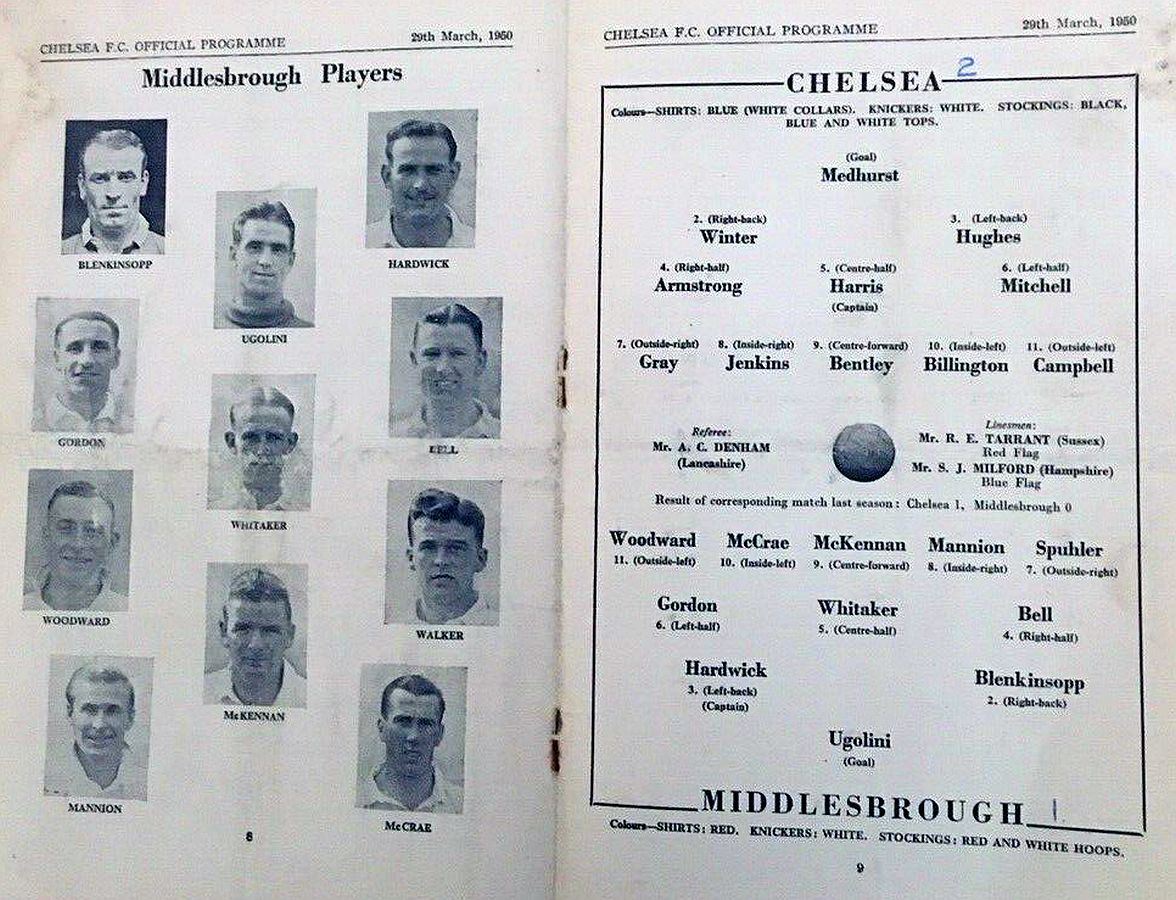 CHELSEA F.C. OFFICIAL PROGRAMME 29th March, 1950
Middlesbrough Players
BLENKINSOPP
HARDWICK
UGOLINI
GORDON
BELL
WHITAKER
WOODWARD
WALKER
McKENNAN
MANNION
McCRAE
8
CHELSEA F.C. OFFICIAL PROGRAMME 29th March, 1950
CHELSEA 2
Colours—SHIRTS: BLUE (WHITE COLLARS). KNICKERS: WHITE. STOCKINGS: BLACK,
BLUE AND WHITE TOPS.
(Goal)
Medhurst
2. (Right-back) 3. (Left-back)
Winter Hughes
4. (Right-half) 5. (Centre-half) 6. (Left-half)
Armstrong Harris Mitchell
(Captain)
7. (Outside-right) 8. (Inside-right) 9. (Centre-forward) 10. (Inside-left) 11. (Outside-left)
Gray Jenkins Bentley Billington Campbell
Referee:
Mr. A. C. DENHAM
(Lancashire)
Linesmen:
Mr. R. E. TARRANT (Sussex)
Red Flag
Mr. S. J. MILFORD (Hampshire)
Blue Flag
Result of corresponding match last season: Chelsea 1, Middlesbrough 0
Woodward McCrae McKennan Mannion Spuhler
11. (Outside-left) 10. (Inside-left) 9. (Centre-forward) 8. (Inside-right) 7. (Outside-right)
Gordon Whitaker Bell
6. (Left-half) 5. (Centre-half) 4. (Right-half)
Hardwick Blenkinsopp
3. (Left-back) 2. (Right-back)
(Captain)
Ugolini
(Goal)
MIDDLESBROUGH 1.
Colours—SHIRTS: RED. KNICKERS: WHITE. STOCKINGS: RED AND WHITE HOOPS.
9